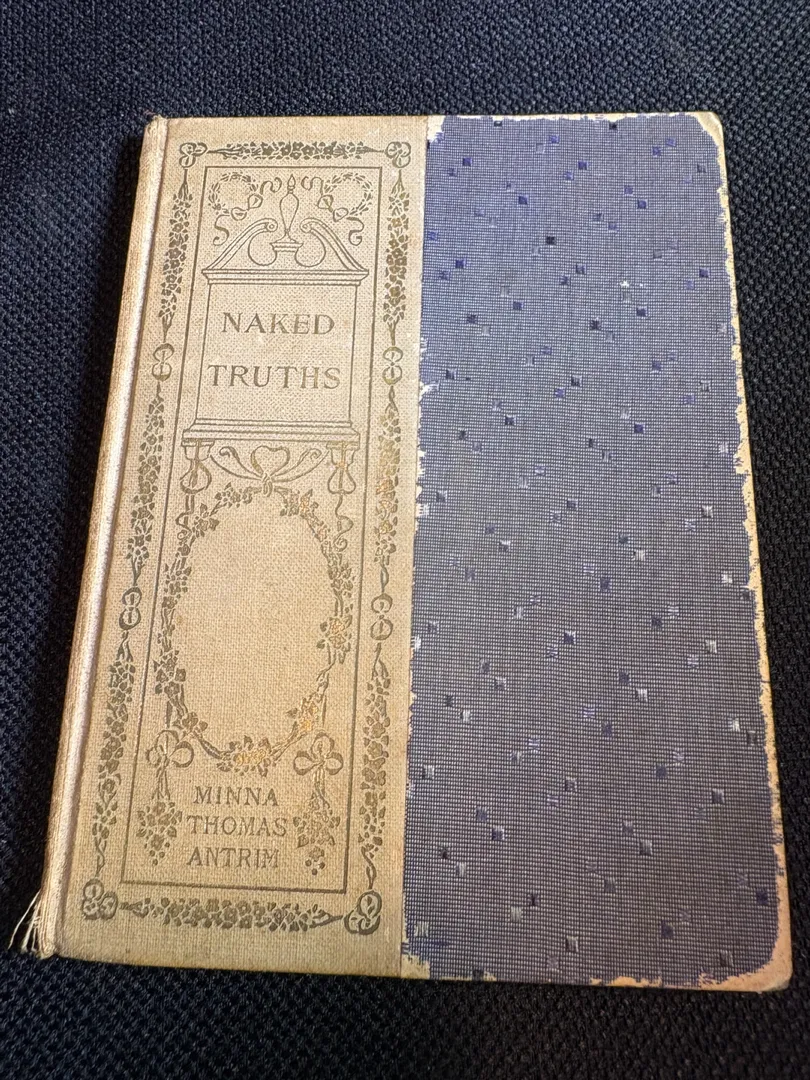 NAKED
TRUTHS
MINNA
THOMAS
ANTRIM